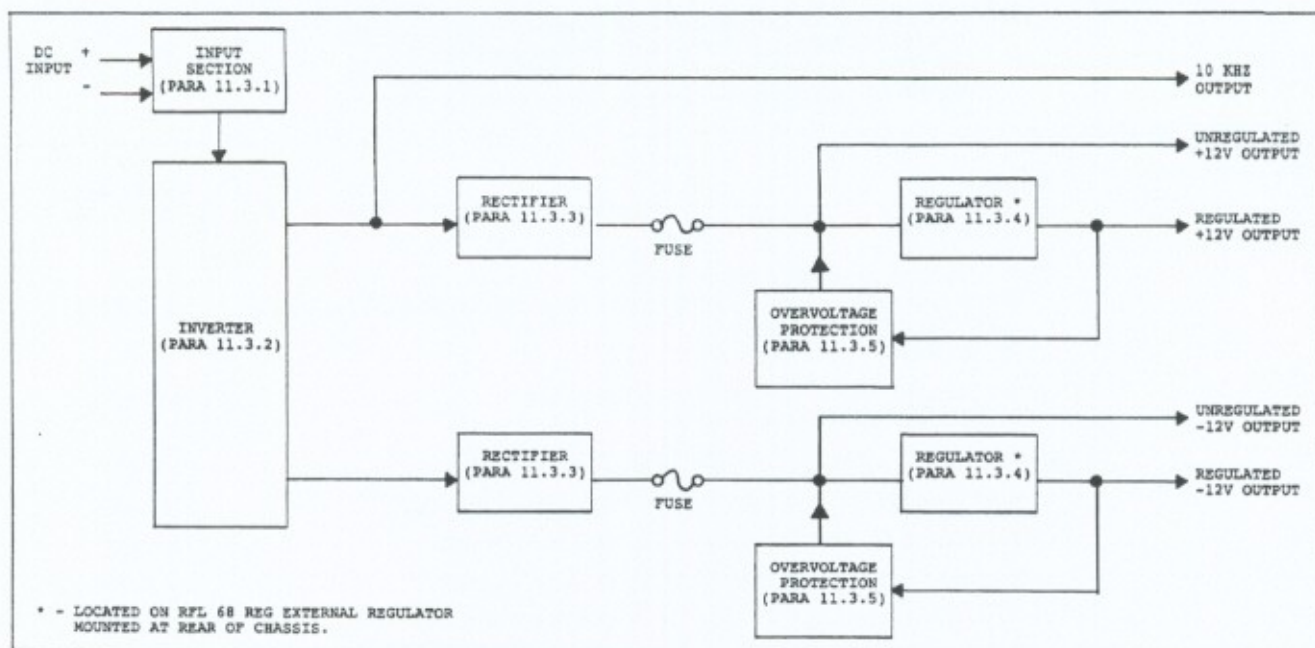 DC
INPUT
+
-
INPUT
SECTION
(PARA 11.3.1)
10 KHZ
OUTPUT
UNREGULATED
+12V OUTPUT
RECTIFIER
(PARA 11.3.3)
FUSE
REGULATOR *
(PARA 11.3.4)
REGULATED
+12V OUTPUT
INVERTER
(PARA 11.3.2)
OVERVOLTAGE
PROTECTION
(PARA 11.3.5)
UNREGULATED
-12V OUTPUT
RECTIFIER
(PARA 11.3.3)
FUSE
REGULATOR *
(PARA 11.3.4)
REGULATED
-12V OUTPUT
OVERVOLTAGE
PROTECTION
(PARA 11.3.5)
* - LOCATED ON RFL 68 REG EXTERNAL REGULATOR
MOUNTED AT REAR OF CHASSIS.